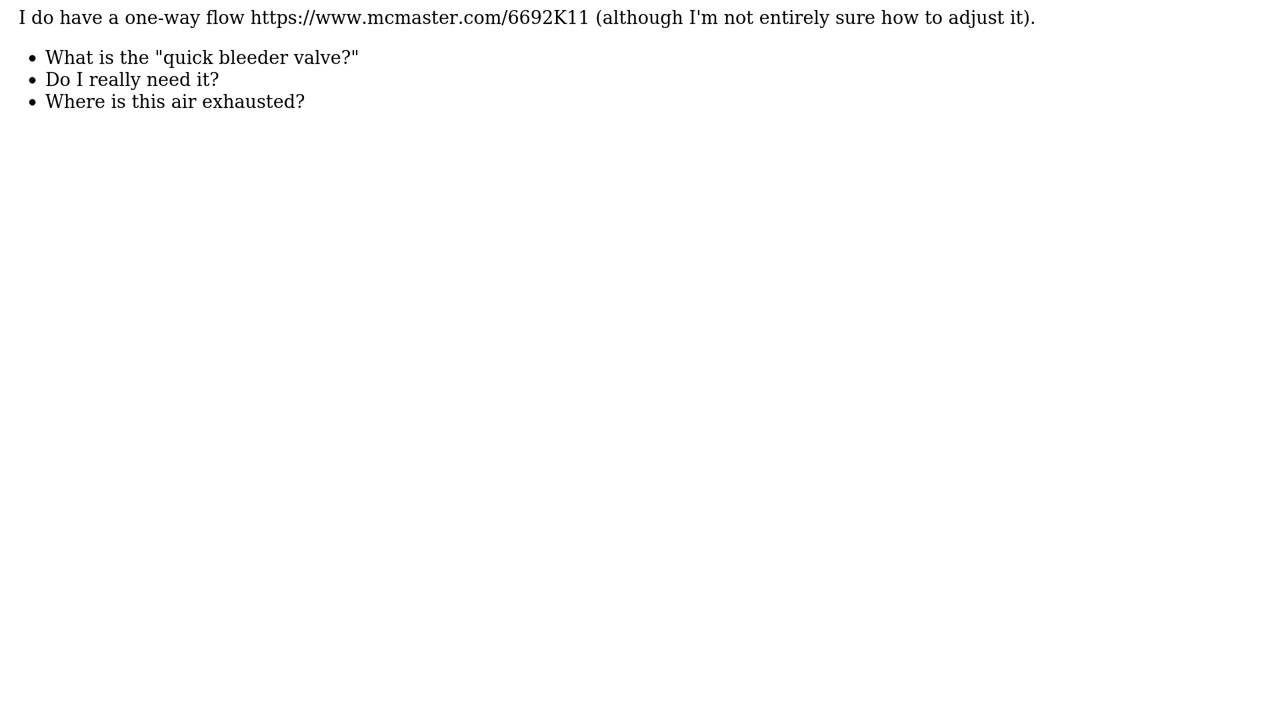 I do have a one-way flow https://www.mcmaster.com/6692K11 (although I'm not entirely sure how to adjust it).
• What is the "quick bleeder valve?"
• Do I really need it?
• Where is this air exhausted?